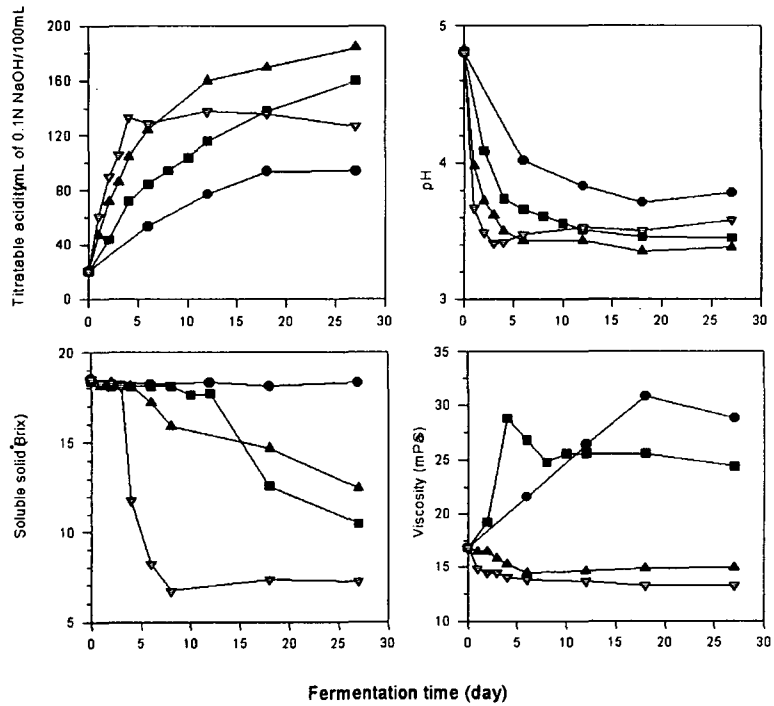 Titratable acidity(mL of 0.1N NaOH/100mL
200
160
120
80
40
0
0 5 10 15 20 25 30
pH
5
4
3
0 5 10 15 20 25 30
Soluble solid(°Brix)
20
15
10
5
0 5 10 15 20 25 30
Viscosity (mPa·s)
35
30
25
20
15
10
0 5 10 15 20 25 30
Fermentation time (day)